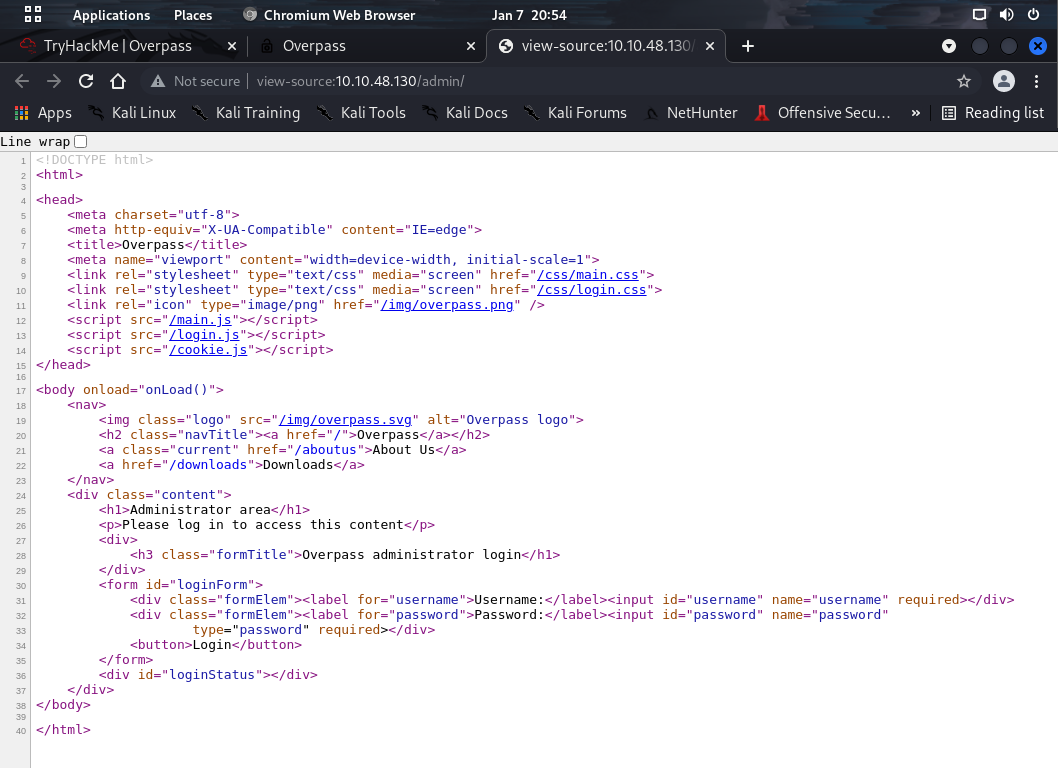 Applications Places Chromium Web Browser Jan 7 20:54
TryHackMe | Overpass Overpass view-source:10.10.48.130/
Not secure view-source:10.10.48.130/admin/
Apps Kali Linux Kali Training Kali Tools Kali Docs Kali Forums NetHunter Offensive Secu… » Reading list
Line wrap
1 <!DOCTYPE html>
2 <html>
3
4 <head>
5 <meta charset="utf-8">
6 <meta http-equiv="X-UA-Compatible" content="IE=edge">
7 <title>Overpass</title>
8 <meta name="viewport" content="width=device-width, initial-scale=1">
9 <link rel="stylesheet" type="text/css" media="screen" href="/css/main.css">
10 <link rel="stylesheet" type="text/css" media="screen" href="/css/login.css">
11 <link rel="icon" type="image/png" href="/img/overpass.png" />
12 <script src="/main.js"></script>
13 <script src="/login.js"></script>
14 <script src="/cookie.js"></script>
15 </head>
16
17 <body onload="onLoad()">
18 <nav>
19 <img class="logo" src="/img/overpass.svg" alt="Overpass logo">
20 <h2 class="navTitle"><a href="/">Overpass</a></h2>
21 <a class="current" href="/aboutus">About Us</a>
22 <a href="/downloads">Downloads</a>
23 </nav>
24 <div class="content">
25 <h1>Administrator area</h1>
26 <p>Please log in to access this content</p>
27 <div>
28 <h3 class="formTitle">Overpass administrator login</h1>
29 </div>
30 <form id="loginForm">
31 <div class="formElem"><label for="username">Username:</label><input id="username" name="username" required></div>
32 <div class="formElem"><label for="password">Password:</label><input id="password" name="password"
33 type="password" required></div>
34 <button>Login</button>
35 </form>
36 <div id="loginStatus"></div>
37 </div>
38 </body>
39
40 </html>